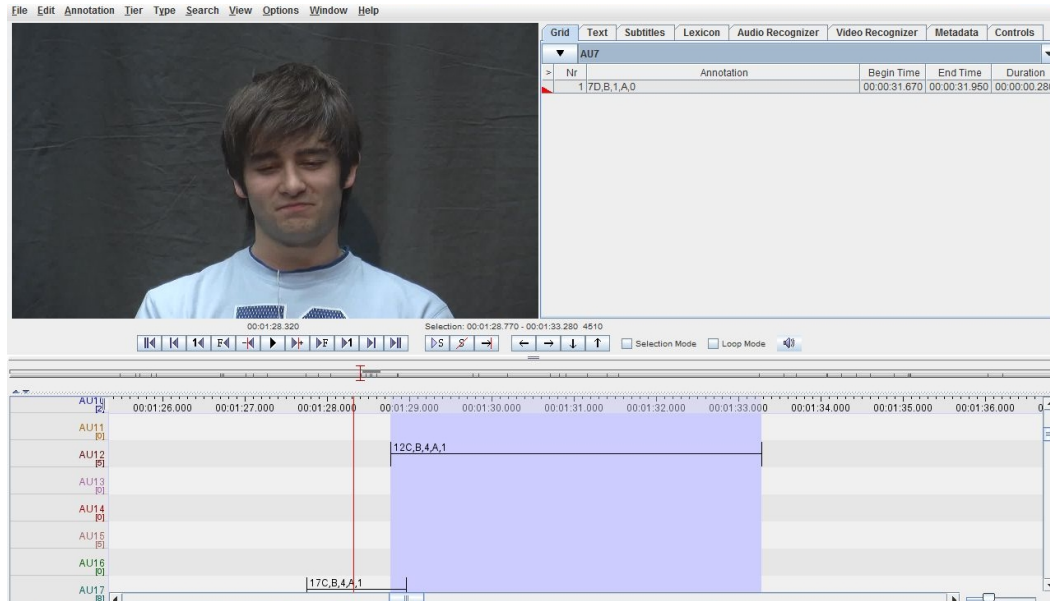 File Edit Annotation Tier Type Search View Options Window Help
Grid Text Subtitles Lexicon Audio Recognizer Video Recognizer Metadata Controls
AU7
> Nr Annotation Begin Time End Time Duration
1 7D,B,1,A,0 00:00:31.670 00:00:31.950 00:00:00.280
00:01:28.320 Selection: 00:01:28.770 - 00:01:33.280 4510
Selection Mode Loop Mode
00:01:26.000 00:01:27.000 00:01:28.000 00:01:29.000 00:01:30.000 00:01:31.000 00:01:32.000 00:01:33.000 00:01:34.000 00:01:35.000 00:01:36.000
AU10
[2]
AU11
[0]
AU12
[5]
12C,B,4,A,1
AU13
[0]
AU14
[0]
AU15
[5]
AU16
[0]
AU17
[8]
17C,B,4,A,1